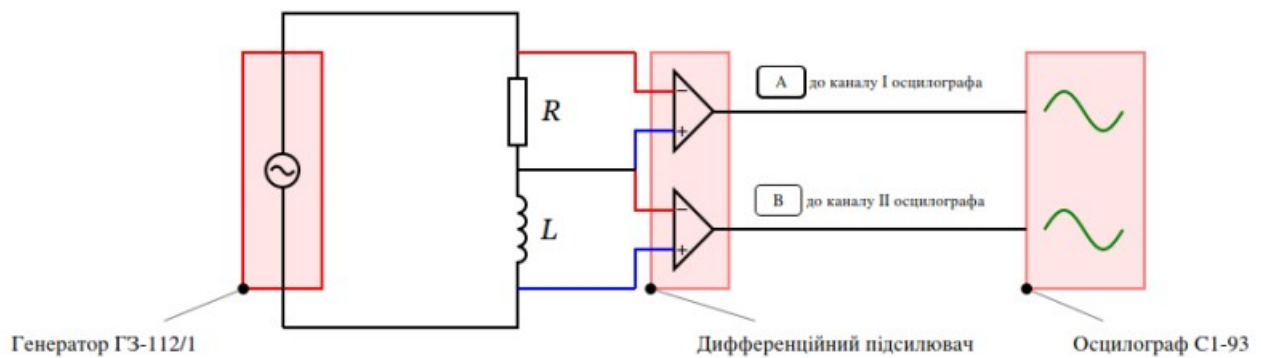 A до каналу I осцилографа
R
B до каналу II осцилографа
L
Генератор ГЗ-112/1
Дифференційний підсилювач
Осцилограф С1-93